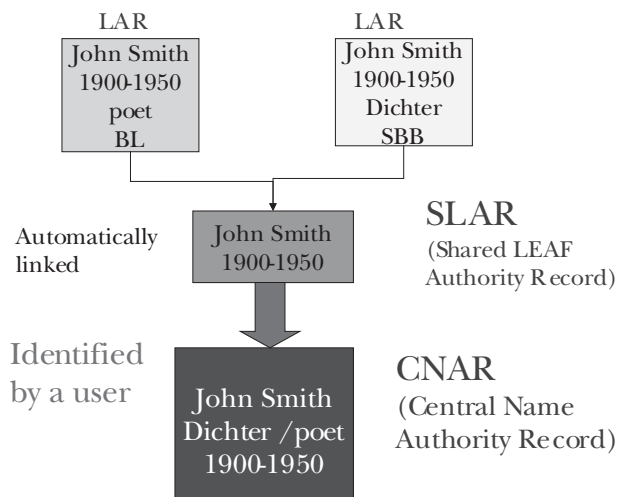 LAR
LAR
John Smith
1900-1950
poet
BL
John Smith
1900-1950
Dichter
SBB
Automatically
linked
John Smith
1900-1950
SLAR
(Shared LEAF
Authority Record)
Identified
by a user
John Smith
Dichter /poet
1900-1950
CNAR
(Central Name
Authority Record)